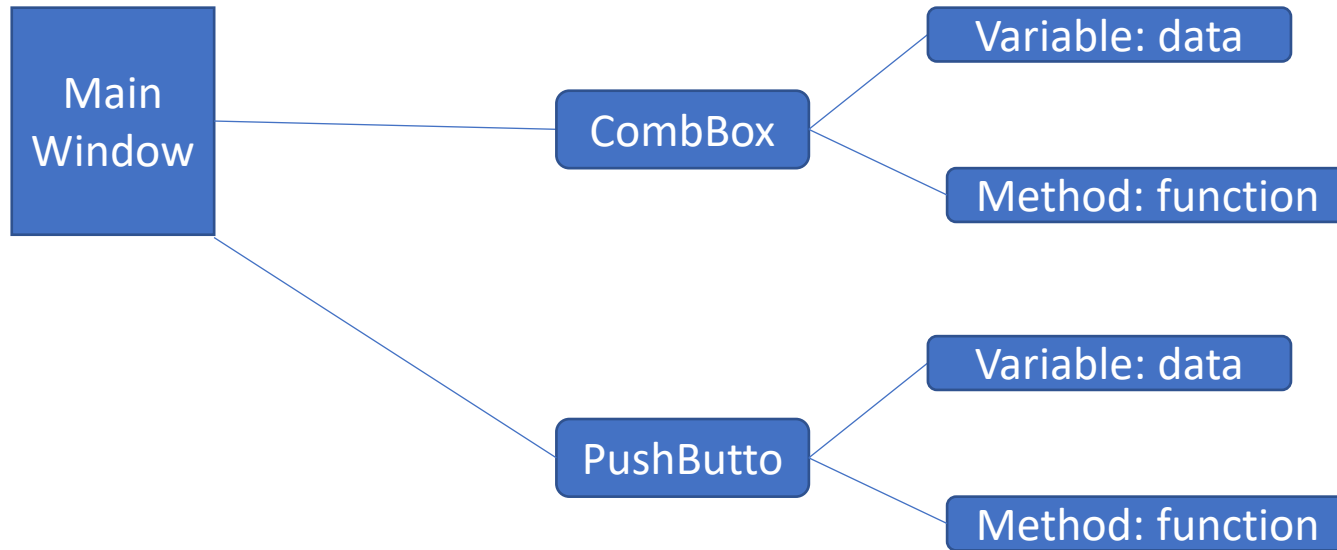 Main
Window
CombBox
Variable: data
Method: function
PushButto
Variable: data
Method: function